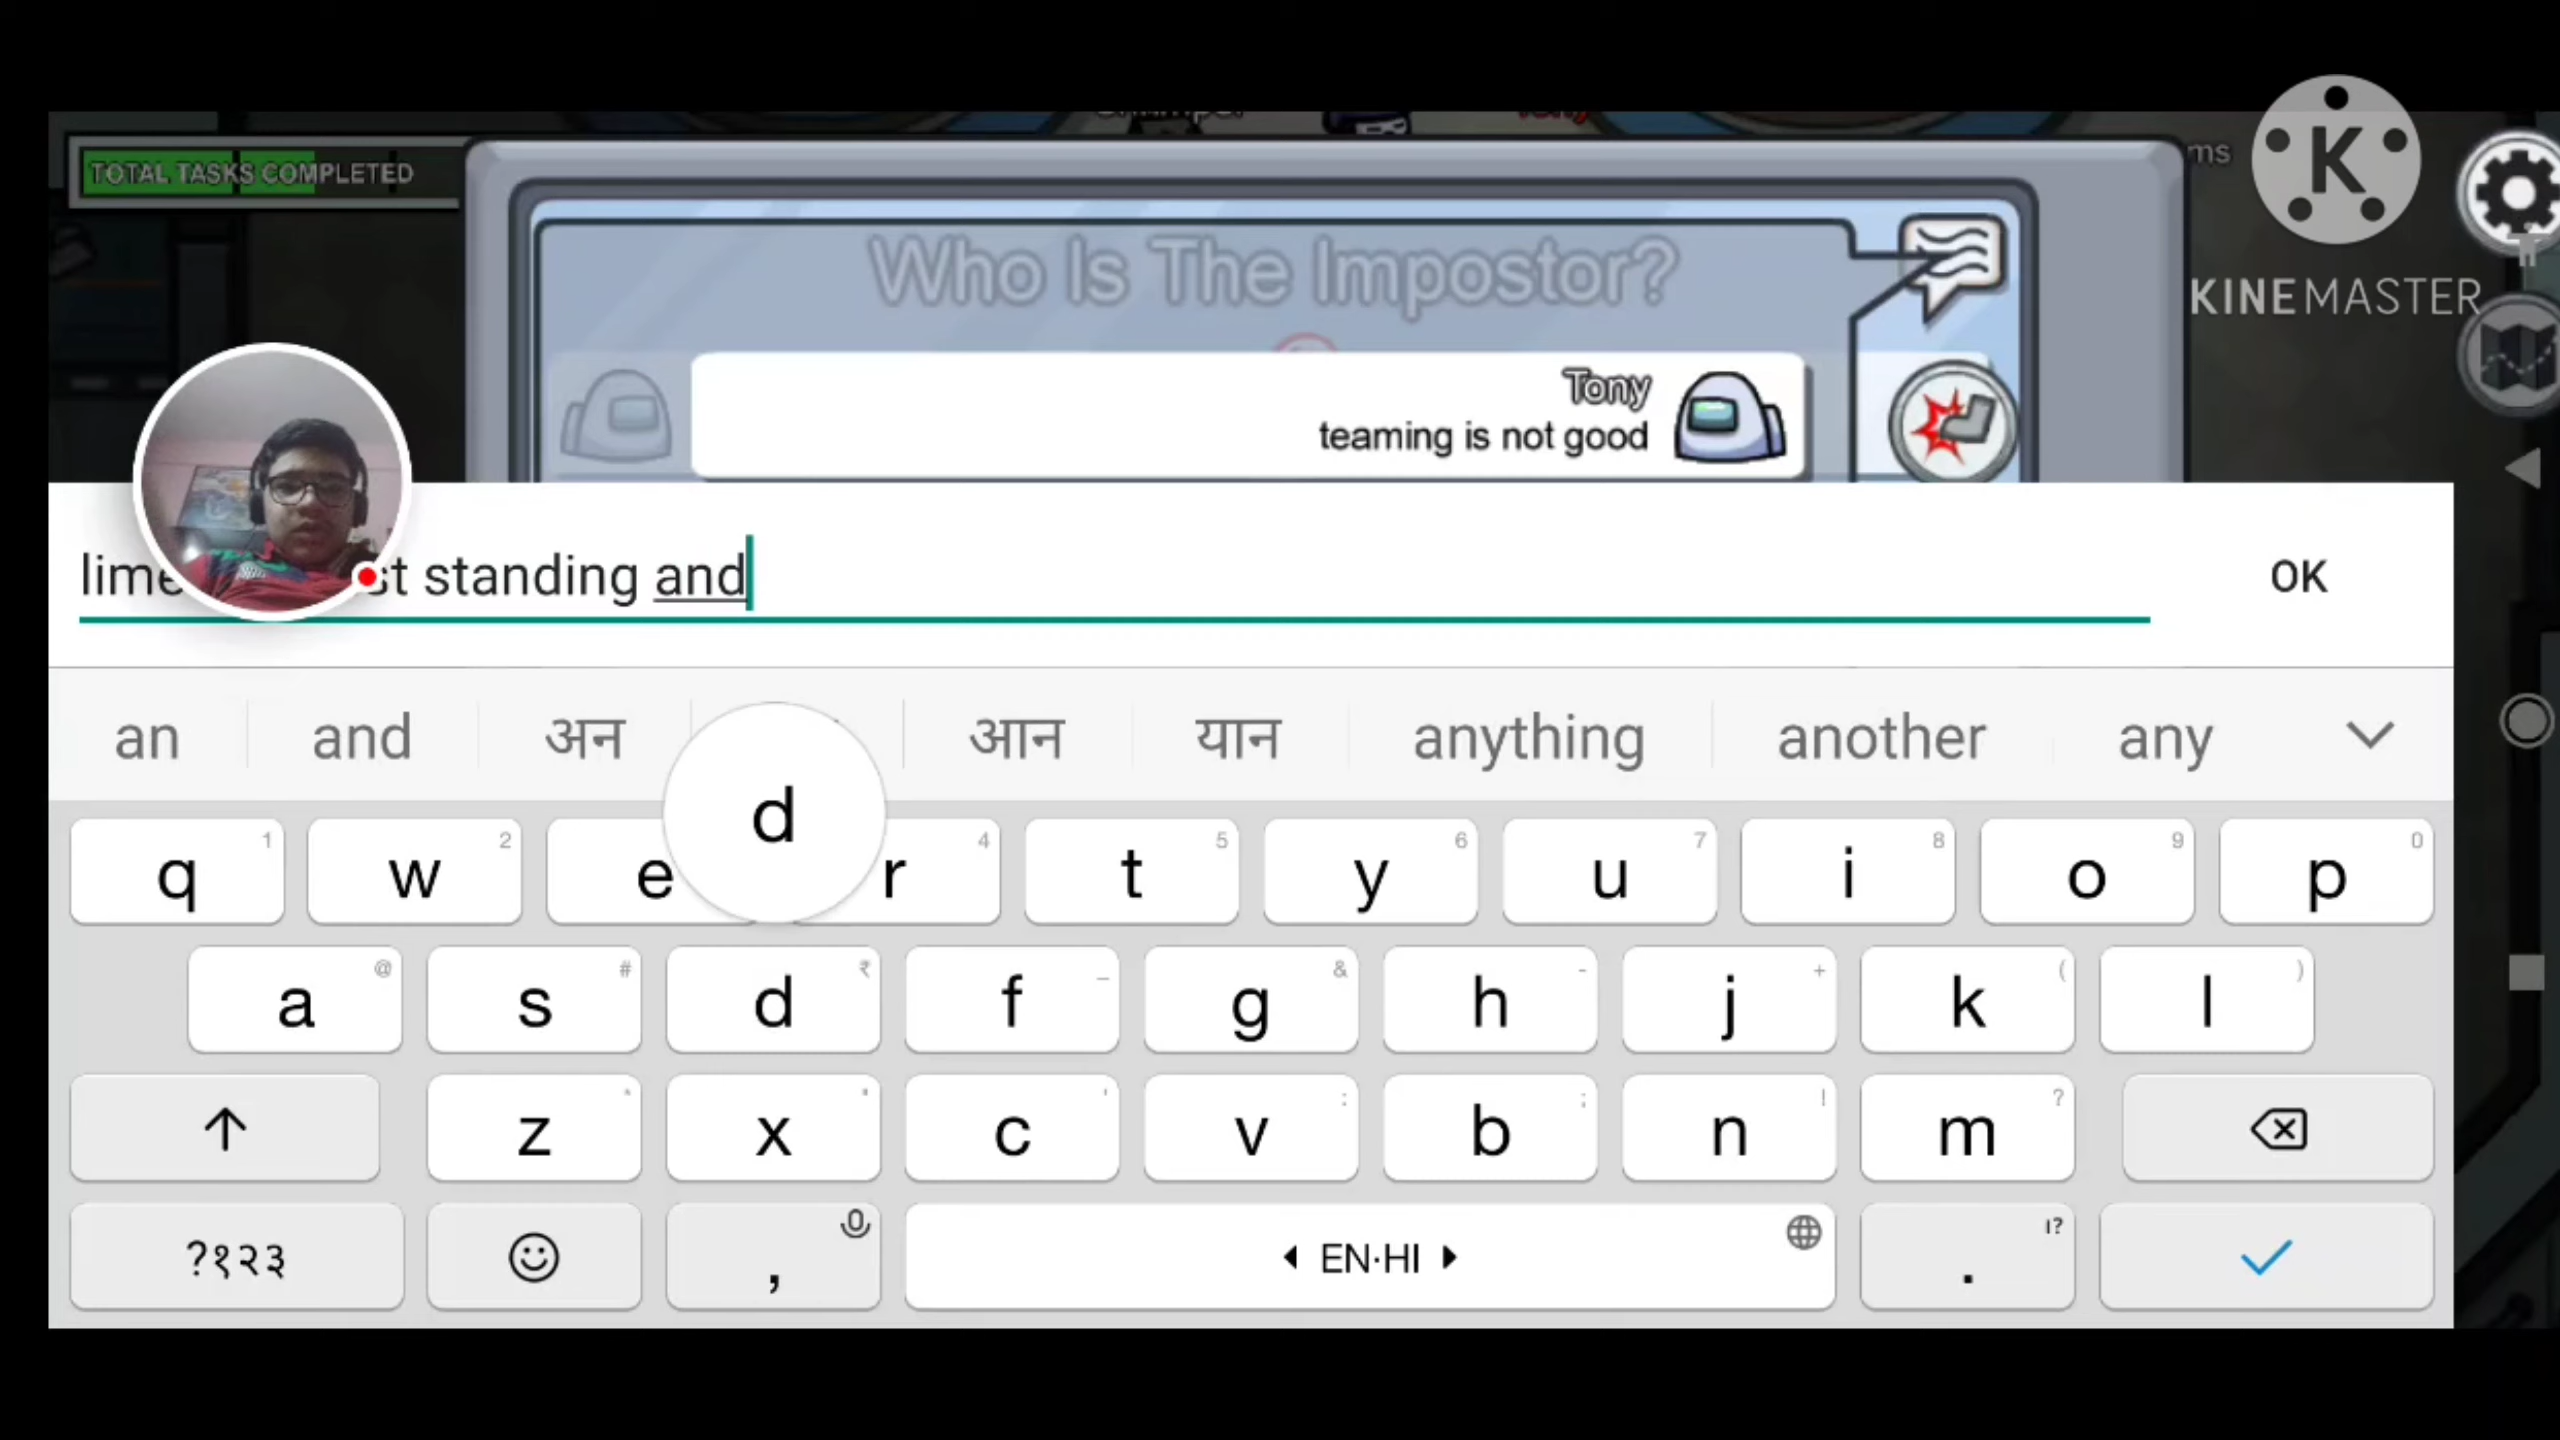 TOTAL TASKS COMPLETED
ms
K
KINEMASTER
Who Is The Impostor?
Tony
teaming is not good
standing and
OK
an and अन आन यान anything another any
d
q 1 w 2 e r 4 t 5 y 6 u 7 i 8 o 9 p 0
a @ s # d ₹ f _ g & h - j + k ( l )
z x c ' v : b ; n ! m ?
?१२३ , EN·HI . !?